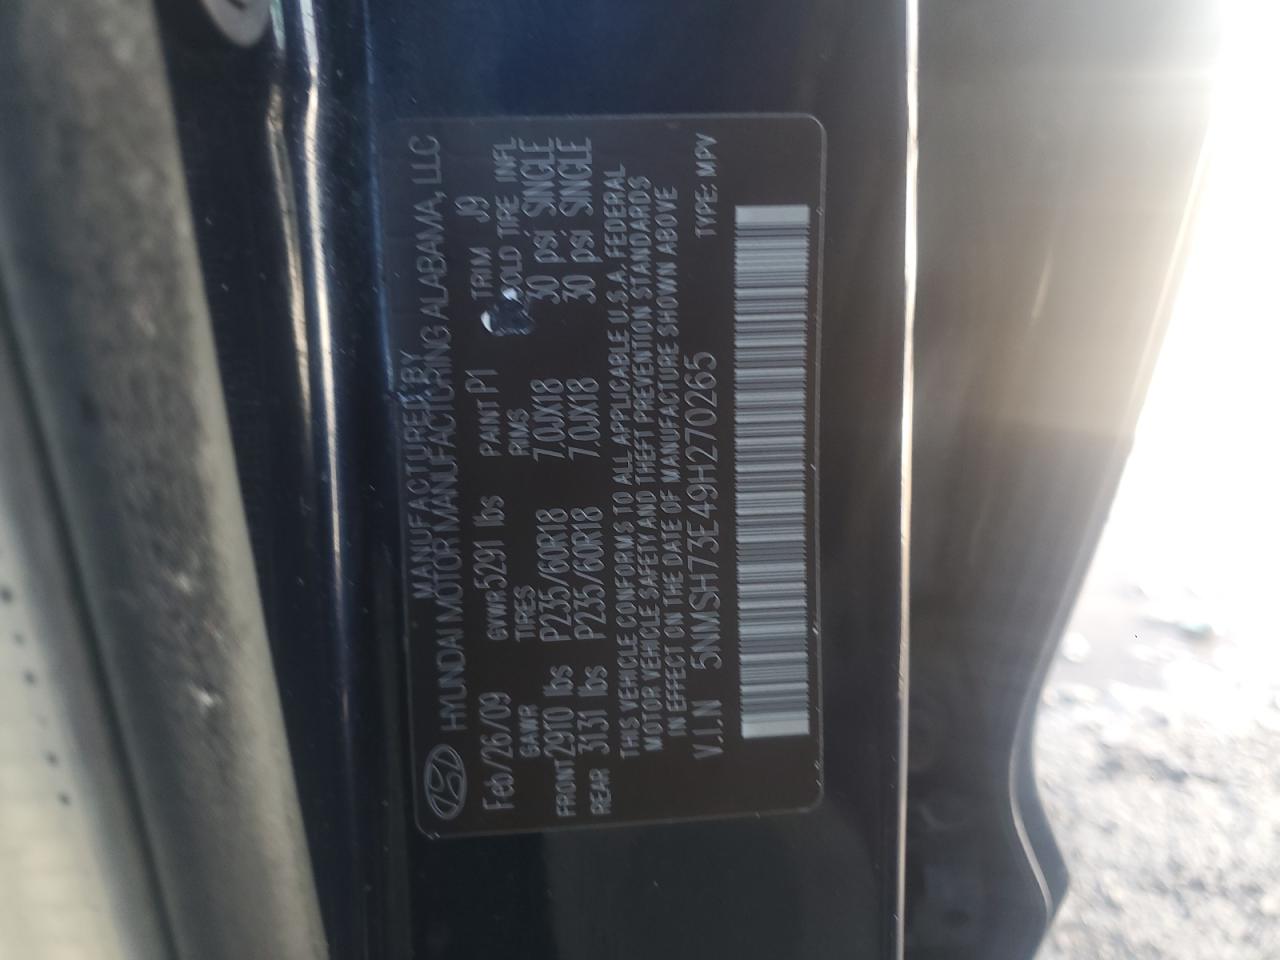 MANUFACTURED BY
HYUNDAI MOTOR MANUFACTURING ALABAMA, LLC
Feb/26/09 GVWR 5291 lbs PAINT P1 TRIM J9
GAWR TIRES RIMS COLD TIRE INFL
FRONT 2910 lbs P235/60R18 7.0JX18 30 psi SINGLE
REAR 3131 lbs P235/60R18 7.0JX18 30 psi SINGLE
THIS VEHICLE CONFORMS TO ALL APPLICABLE U.S.A. FEDERAL
MOTOR VEHICLE SAFETY AND THEFT PREVENTION STANDARDS
IN EFFECT ON THE DATE OF MANUFACTURE SHOWN ABOVE
V.I.N 5NMSH73E49H270265 TYPE: MPV